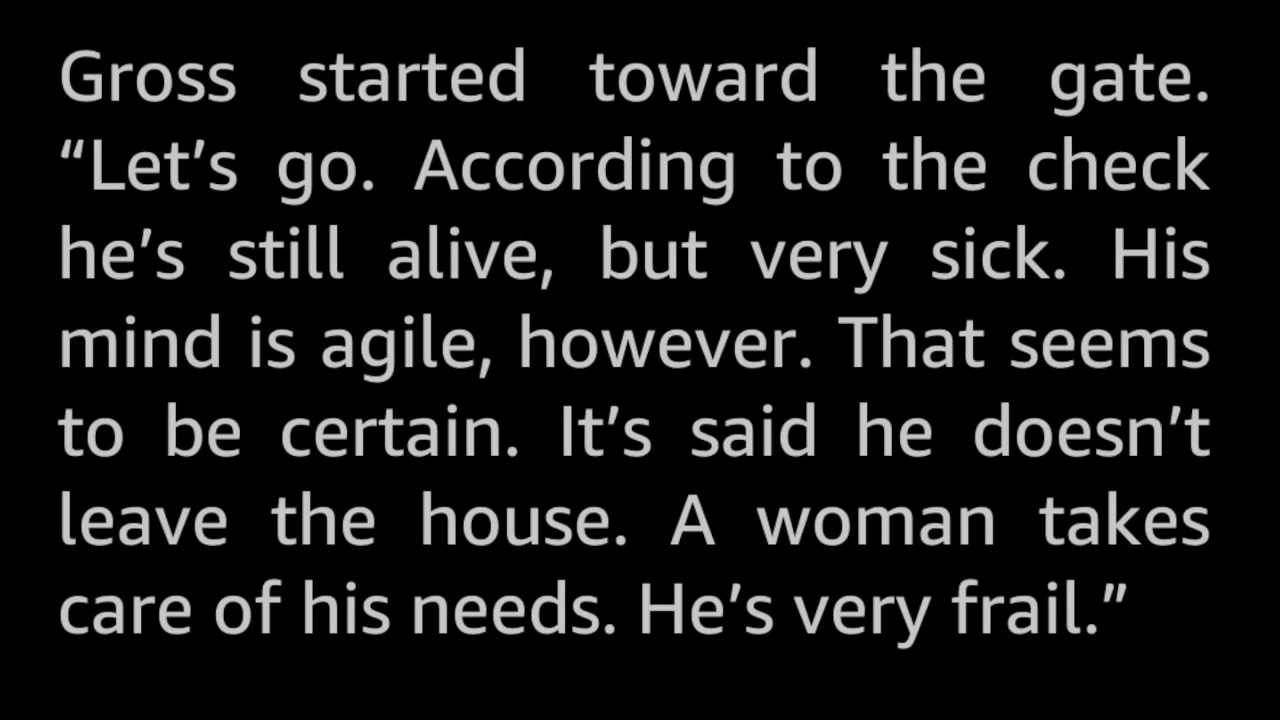 Gross started toward the gate.
“Let’s go. According to the check
he’s still alive, but very sick. His
mind is agile, however. That seems
to be certain. It’s said he doesn’t
leave the house. A woman takes
care of his needs. He’s very frail.”